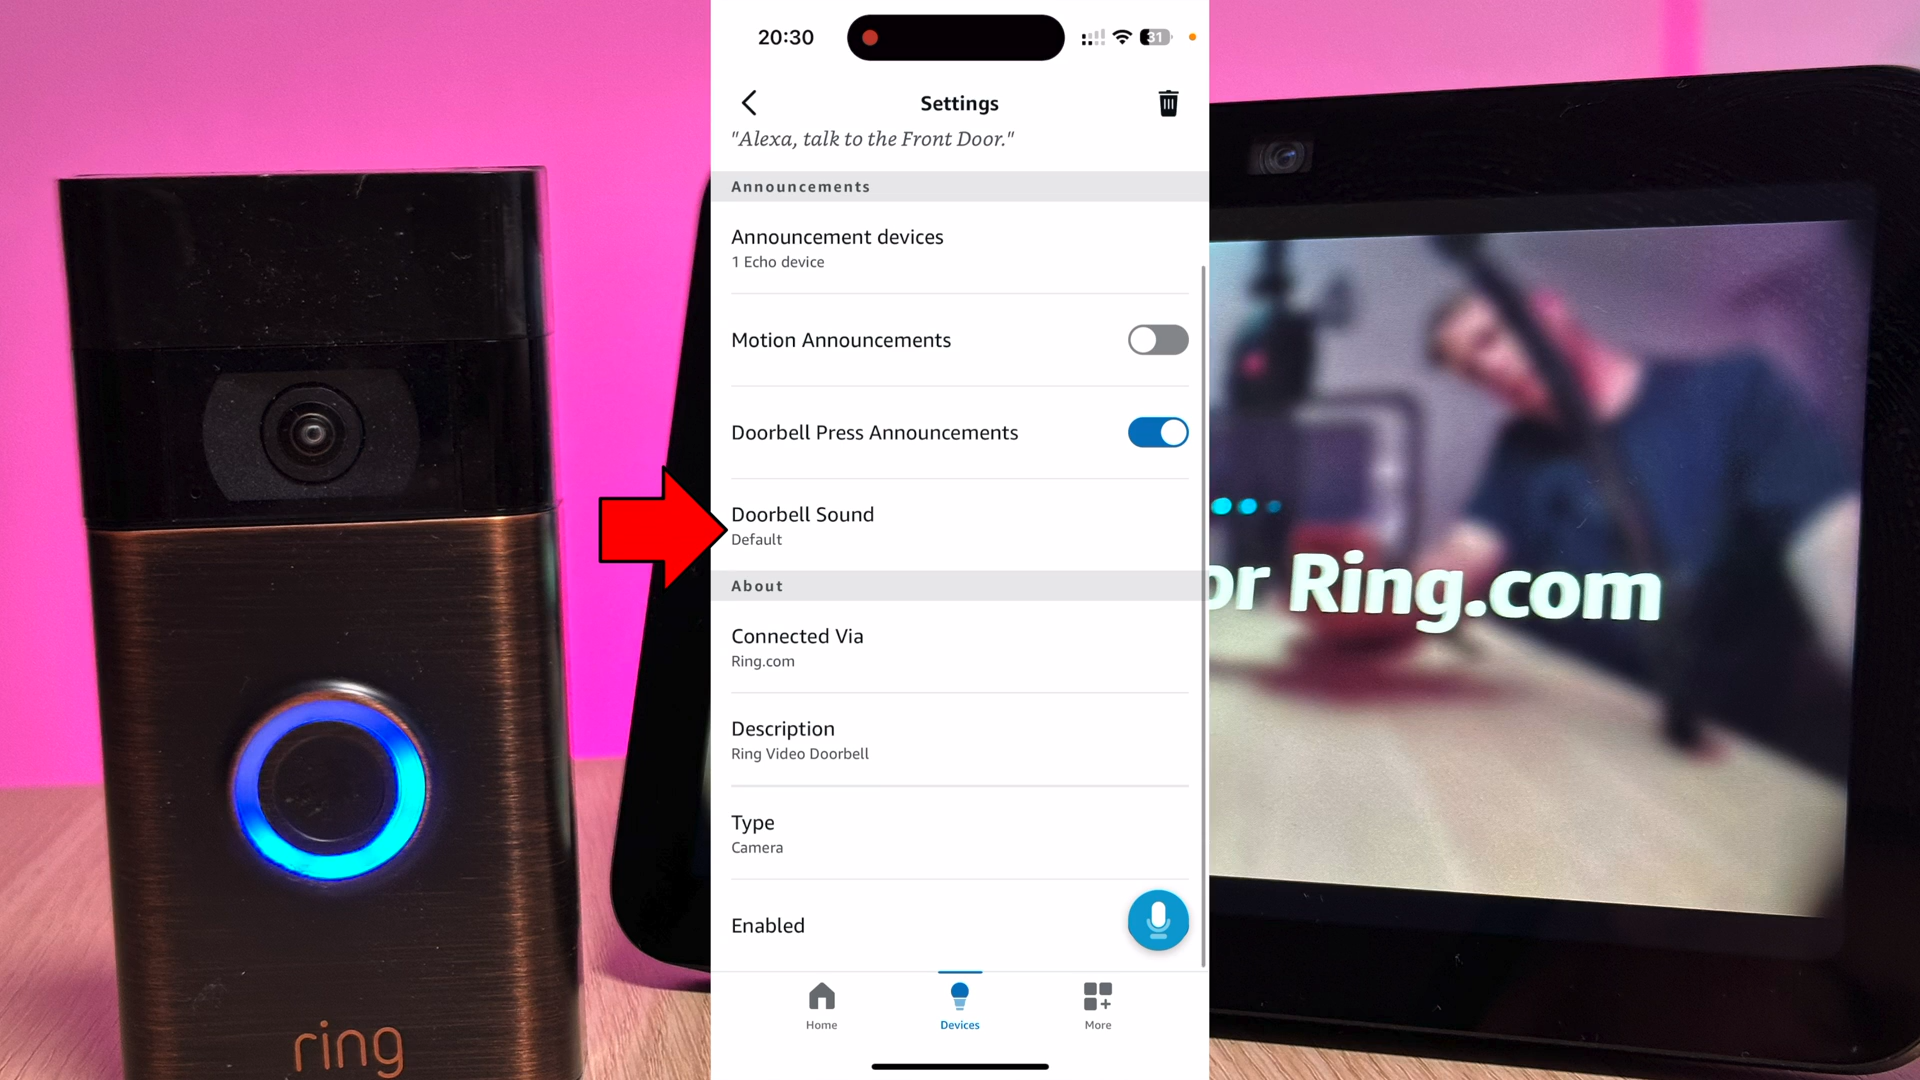 20:30
31
Settings
"Alexa, talk to the Front Door."
Announcements
Announcement devices
1 Echo device
Motion Announcements
Doorbell Press Announcements
Doorbell Sound
Default
About
Connected Via
Ring.com
Description
Ring Video Doorbell
Type
Camera
Enabled
Home
Devices
More
ring
or Ring.com